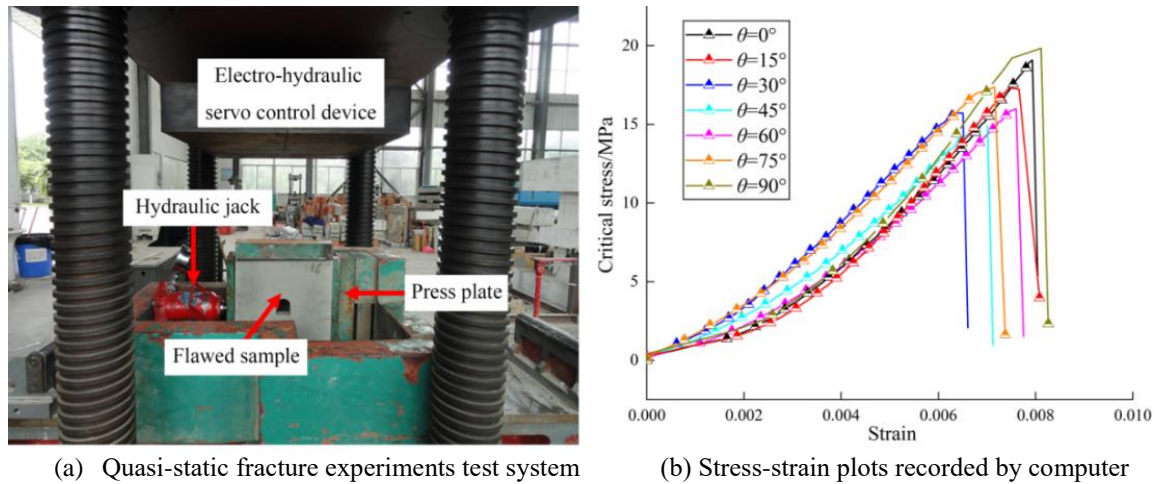 Electro-hydraulic
servo control device
Hydraulic jack
Press plate
Flawed sample
(a) Quasi-static fracture experiments test system
Critical stress/MPa
20
15
10
5
0
θ=0°
θ=15°
θ=30°
θ=45°
θ=60°
θ=75°
θ=90°
0.000 0.002 0.004 0.006 0.008 0.010
Strain
(b) Stress-strain plots recorded by computer